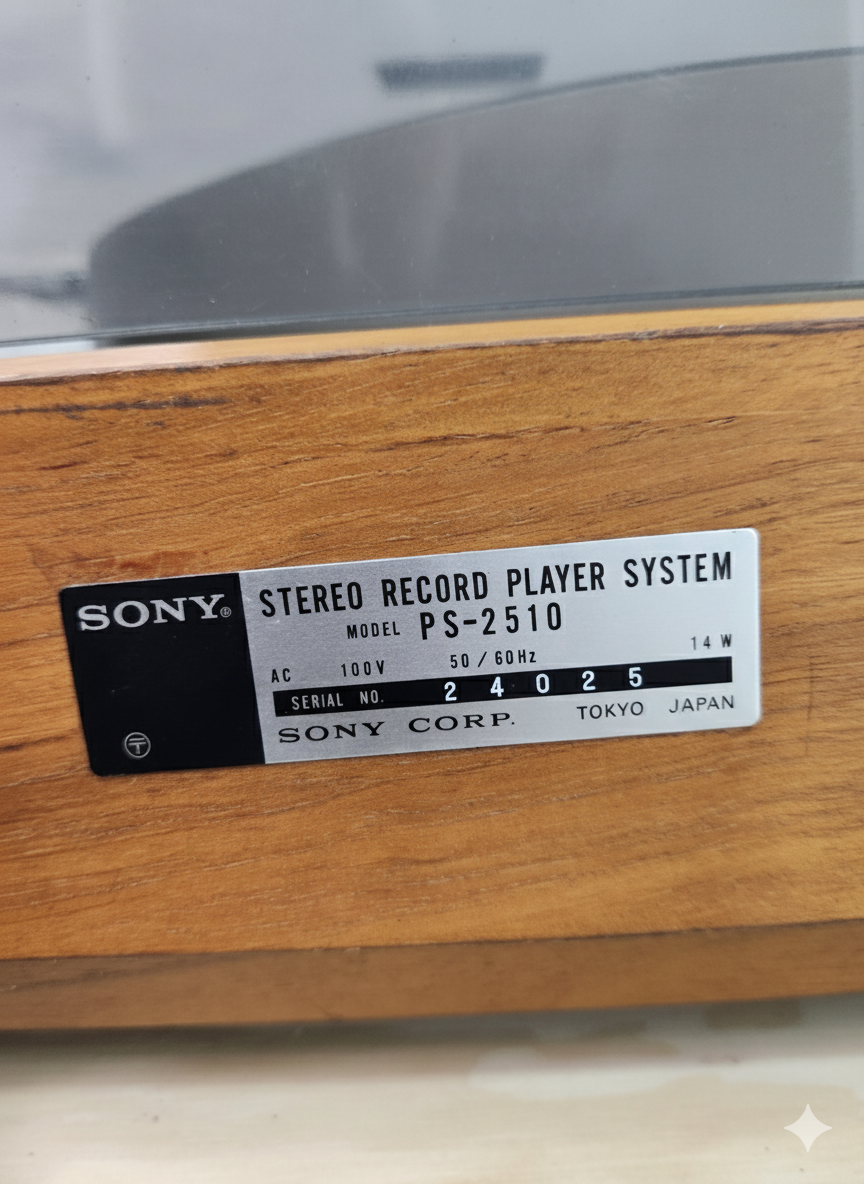 SONY®
STEREO RECORD PLAYER SYSTEM
MODEL PS-2510
AC 100V 50/60Hz 14W
SERIAL NO. 24025
SONY CORP. TOKYO JAPAN
〒